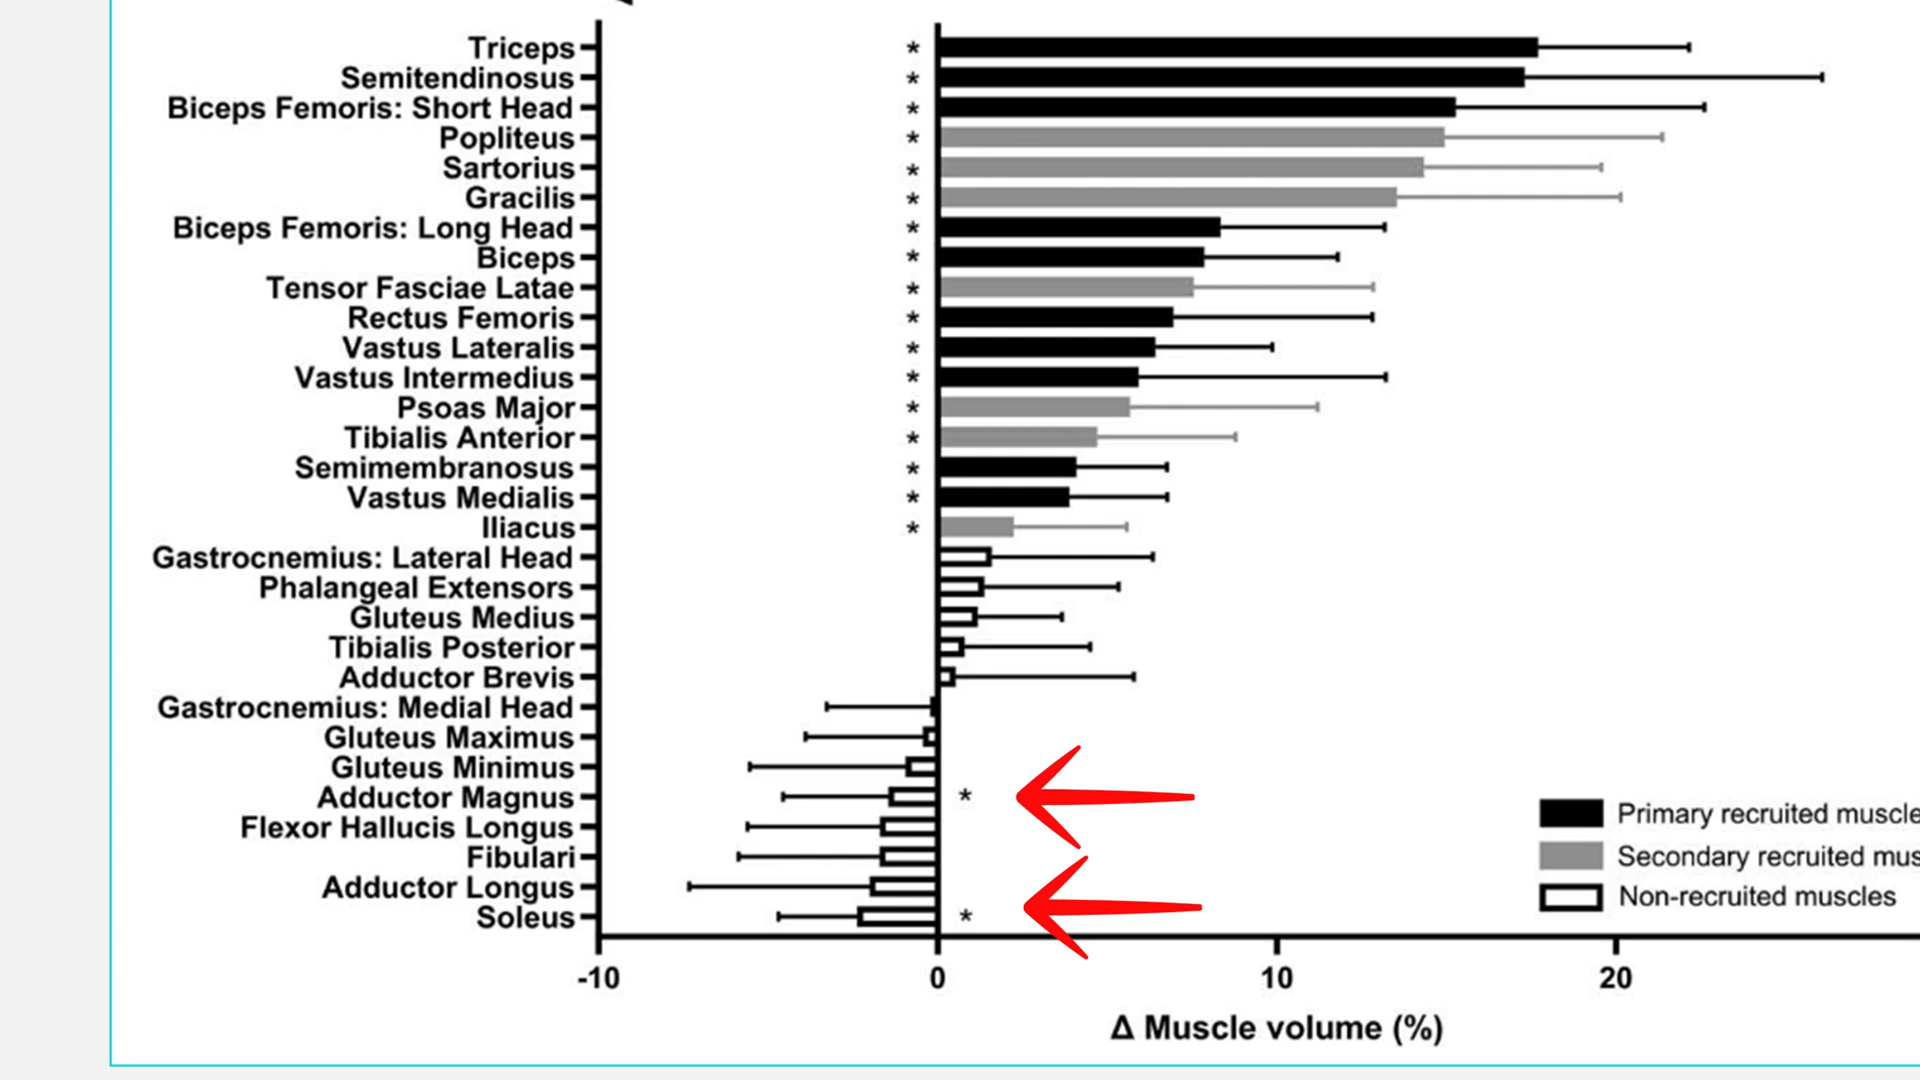 Triceps *
Semitendinosus *
Biceps Femoris: Short Head *
Popliteus *
Sartorius *
Gracilis *
Biceps Femoris: Long Head *
Biceps *
Tensor Fasciae Latae *
Rectus Femoris *
Vastus Lateralis *
Vastus Intermedius *
Psoas Major *
Tibialis Anterior *
Semimembranosus *
Vastus Medialis *
Iliacus *
Gastrocnemius: Lateral Head
Phalangeal Extensors
Gluteus Medius
Tibialis Posterior
Adductor Brevis
Gastrocnemius: Medial Head
Gluteus Maximus
Gluteus Minimus
Adductor Magnus *
Flexor Hallucis Longus
Fibulari
Adductor Longus
Soleus *
Primary recruited muscle
Secondary recruited mus
Non-recruited muscles
-10 0 10 20
Δ Muscle volume (%)